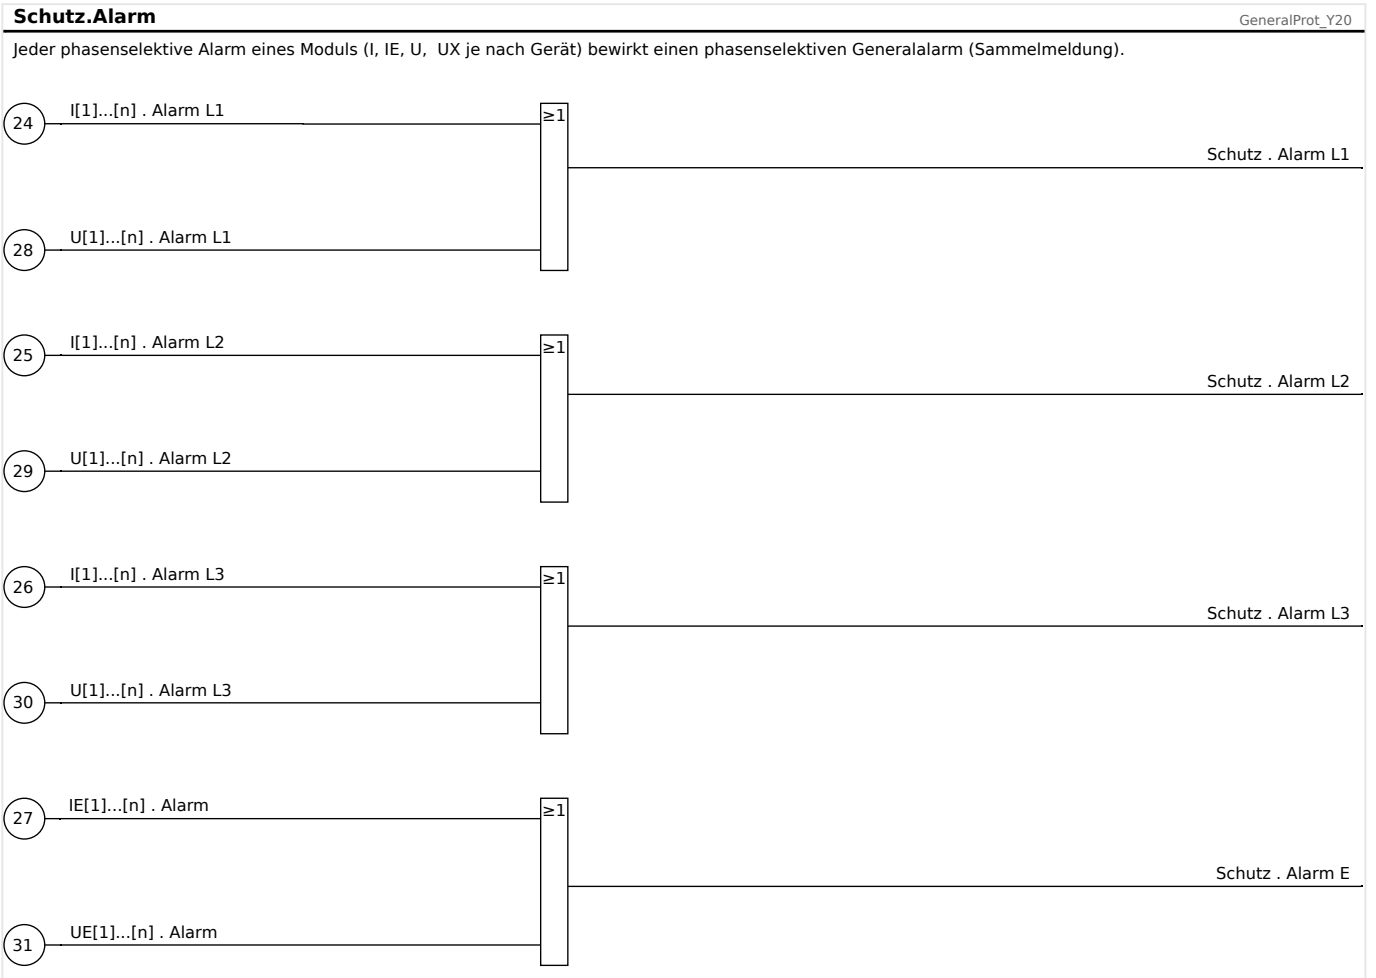 Schutz.Alarm
GeneralProt_Y20
Jeder phasenselektive Alarm eines Moduls (I, IE, U,  UX je nach Gerät) bewirkt einen phasenselektiven Generalalarm (Sammelmeldung).
24
I[1]...[n] . Alarm L1
≥1
Schutz . Alarm L1
28
U[1]...[n] . Alarm L1
25
I[1]...[n] . Alarm L2
≥1
Schutz . Alarm L2
29
U[1]...[n] . Alarm L2
26
I[1]...[n] . Alarm L3
≥1
Schutz . Alarm L3
30
U[1]...[n] . Alarm L3
27
IE[1]...[n] . Alarm
≥1
Schutz . Alarm E
31
UE[1]...[n] . Alarm